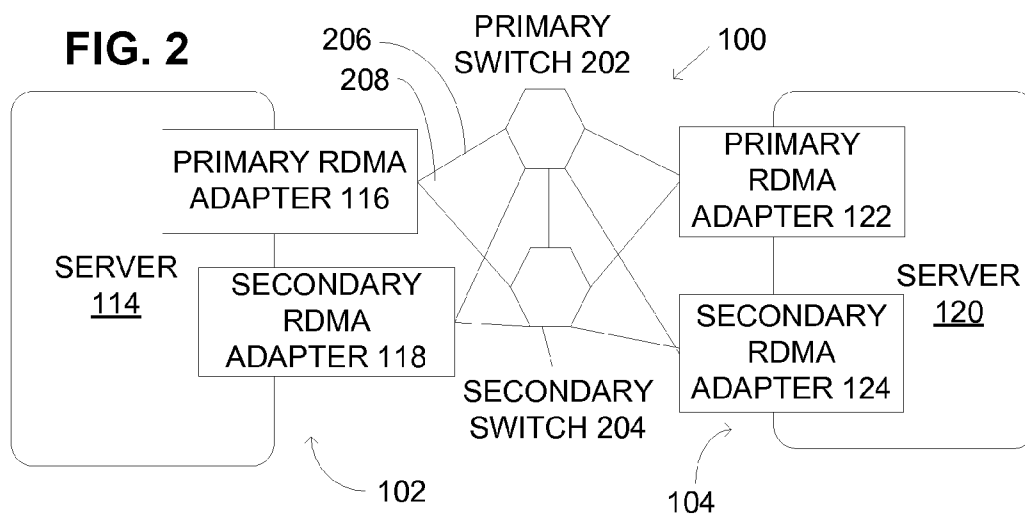 FIG. 2
206
208
PRIMARY
SWITCH 202
100
PRIMARY RDMA
ADAPTER 116
PRIMARY
RDMA
ADAPTER 122
SERVER
114
SECONDARY
RDMA
ADAPTER 118
SERVER
120
SECONDARY
RDMA
ADAPTER 124
SECONDARY
SWITCH 204
102
104